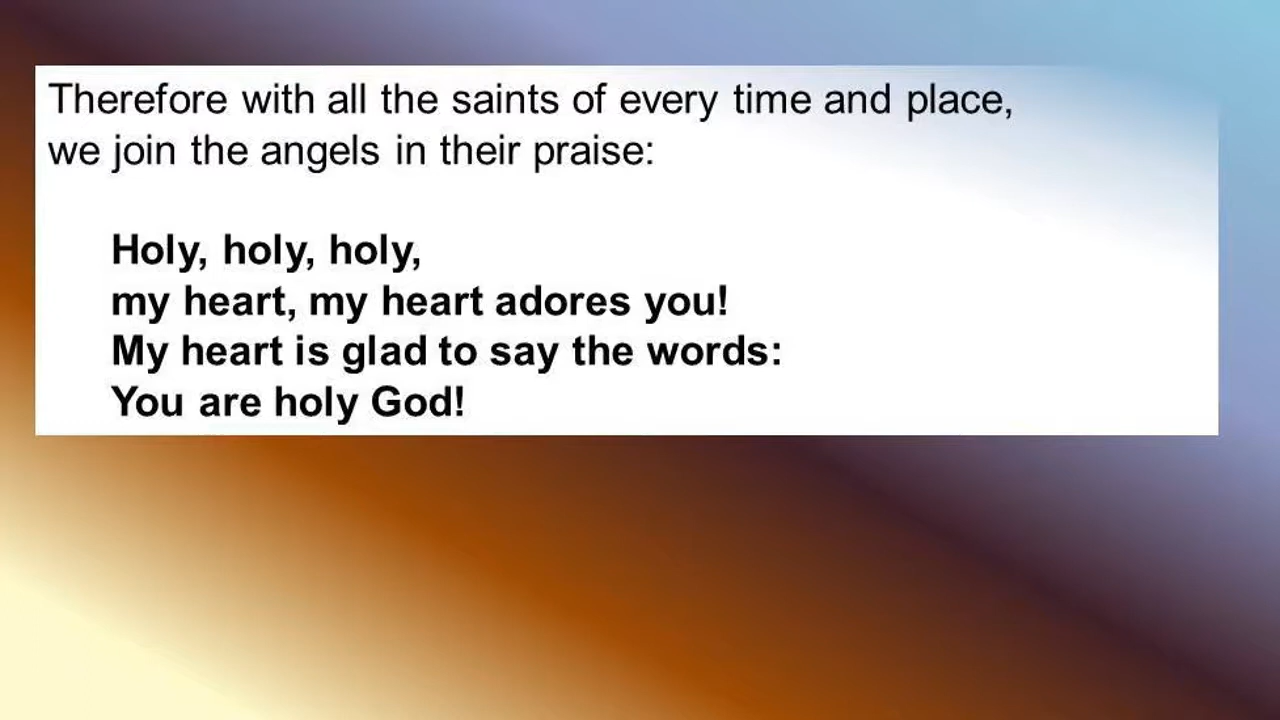 Therefore with all the saints of every time and place,
we join the angels in their praise:
Holy, holy, holy,
my heart, my heart adores you!
My heart is glad to say the words:
You are holy God!